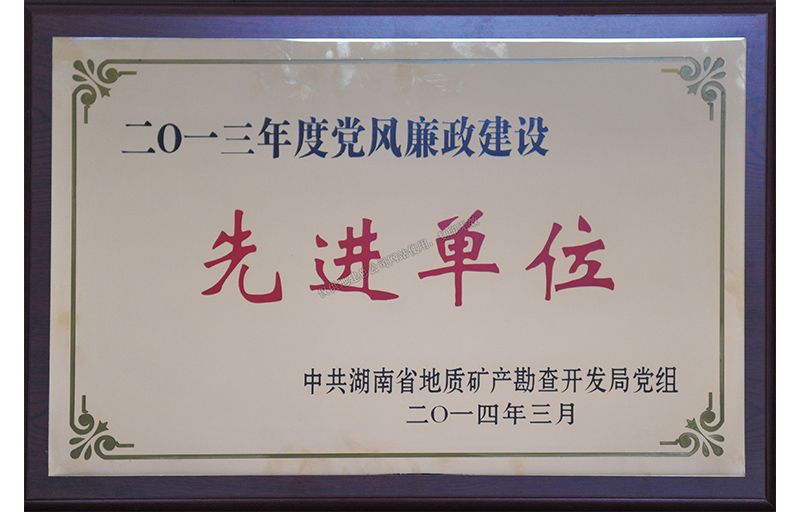 二〇一三年度党风廉政建设
先进单位
中共湖南省地质矿产勘查开发局党组
二〇一四年三月